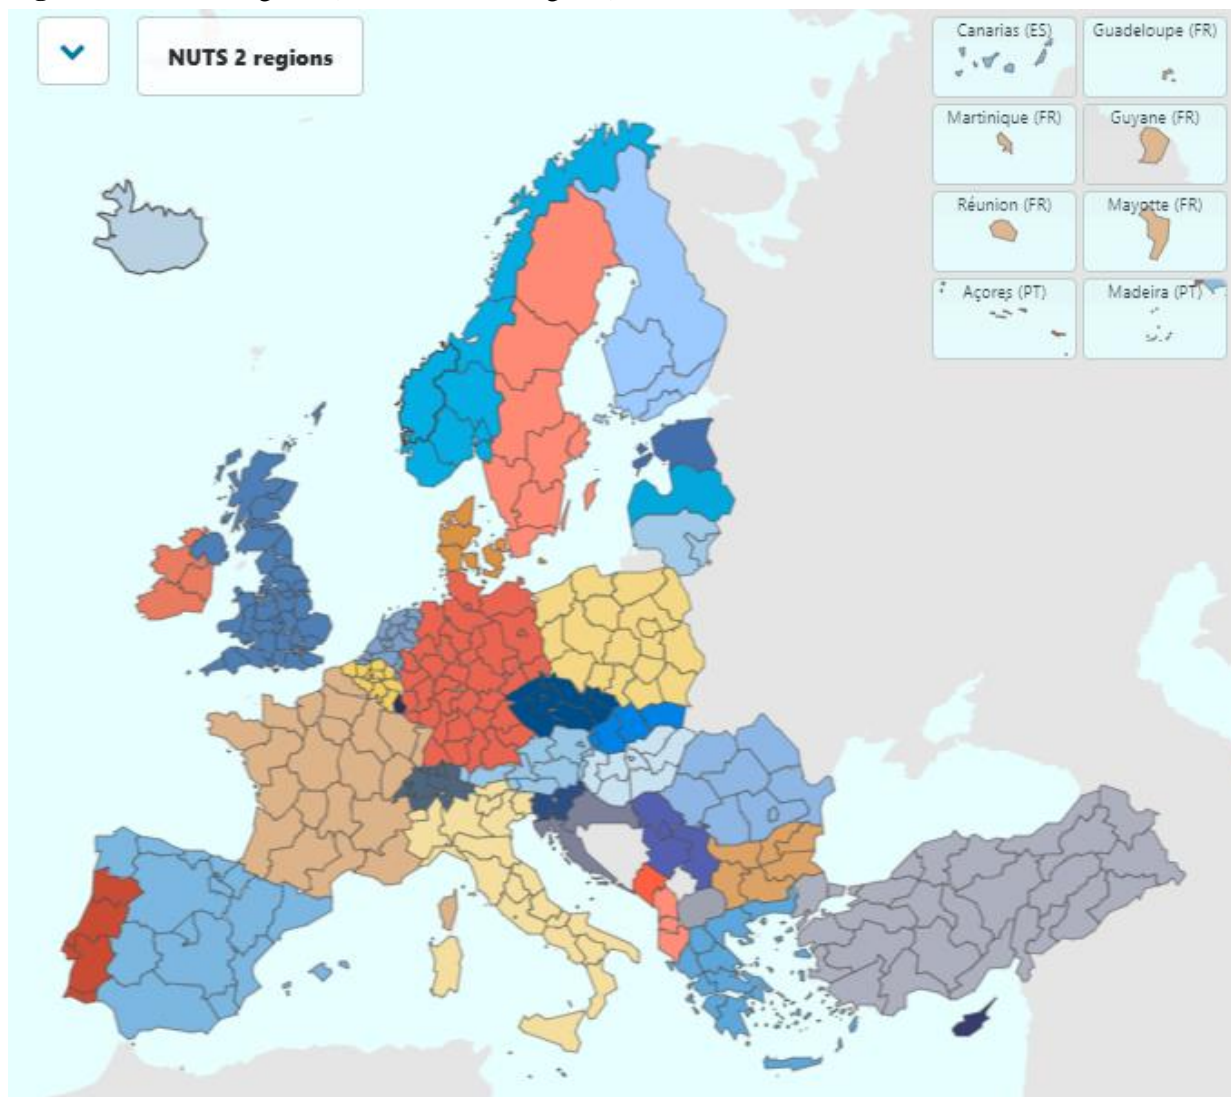 NUTS 2 regions
Canarias (ES)
Guadeloupe (FR)
Martinique (FR)
Guyane (FR)
Réunion (FR)
Mayotte (FR)
Açores (PT)
Madeira (PT)